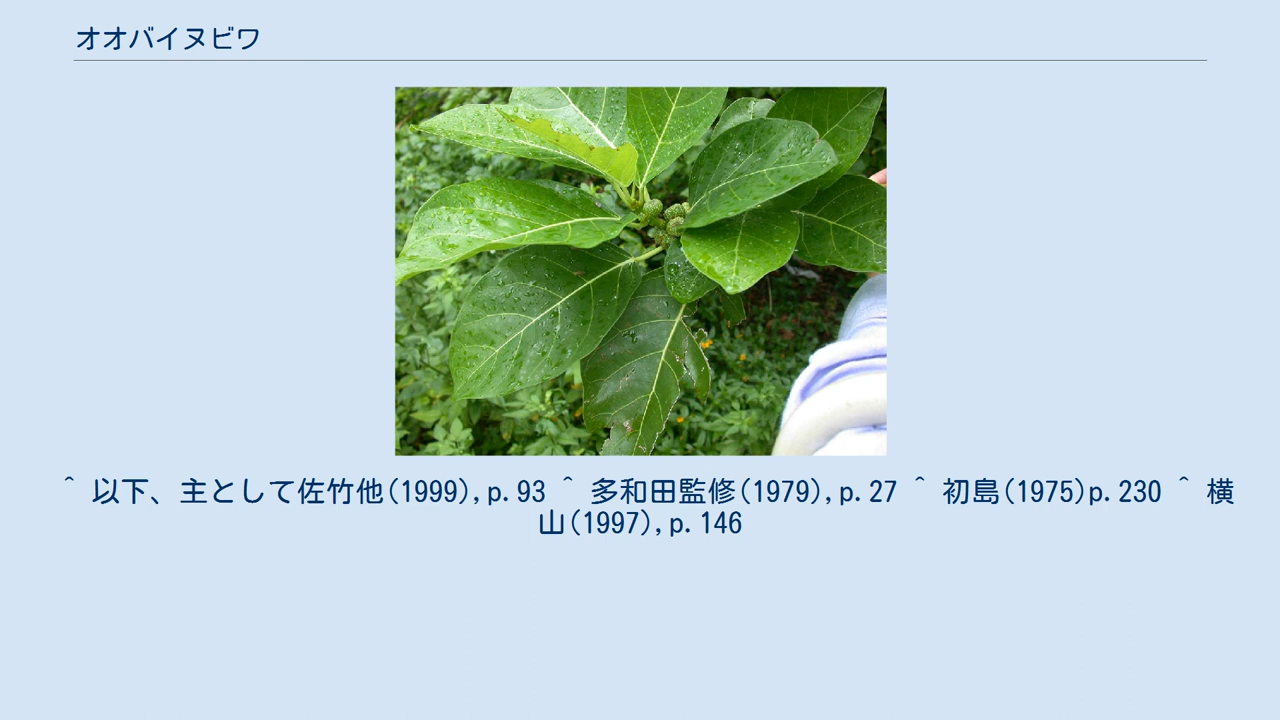 オオバイヌビワ
^ 以下、主として佐竹他(1999),p.93 ^ 多和田監修(1979),p.27 ^ 初島(1975)p.230 ^ 横
山(1997),p.146